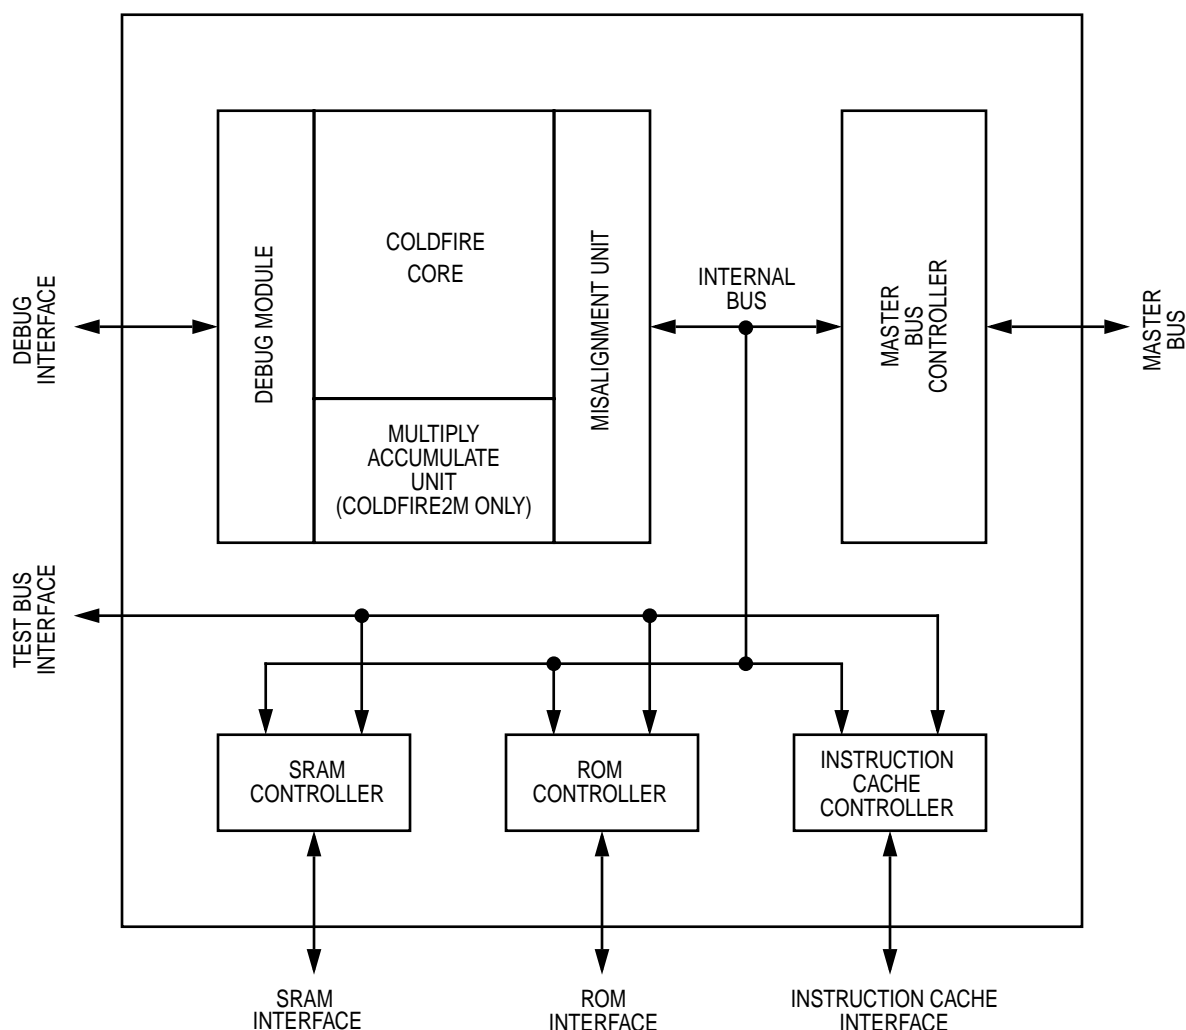 COLDFIRE
CORE
DEBUG MODULE
MISALIGNMENT UNIT
MULTIPLY
ACCUMULATE
UNIT
(COLDFIRE2M ONLY)
INTERNAL
BUS
MASTER
BUS
CONTROLLER
DEBUG
INTERFACE
MASTER
BUS
TEST BUS
INTERFACE
SRAM
CONTROLLER
ROM
CONTROLLER
INSTRUCTION
CACHE
CONTROLLER
SRAM
INTERFACE
ROM
INTERFACE
INSTRUCTION CACHE
INTERFACE